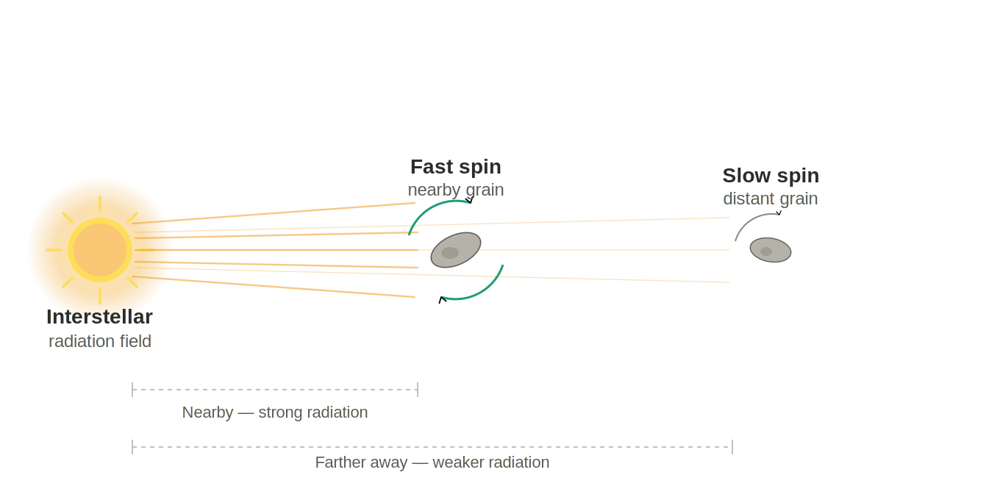 Fast spin
nearby grain
Slow spin
distant grain
Interstellar
radiation field
Nearby — strong radiation
Farther away — weaker radiation